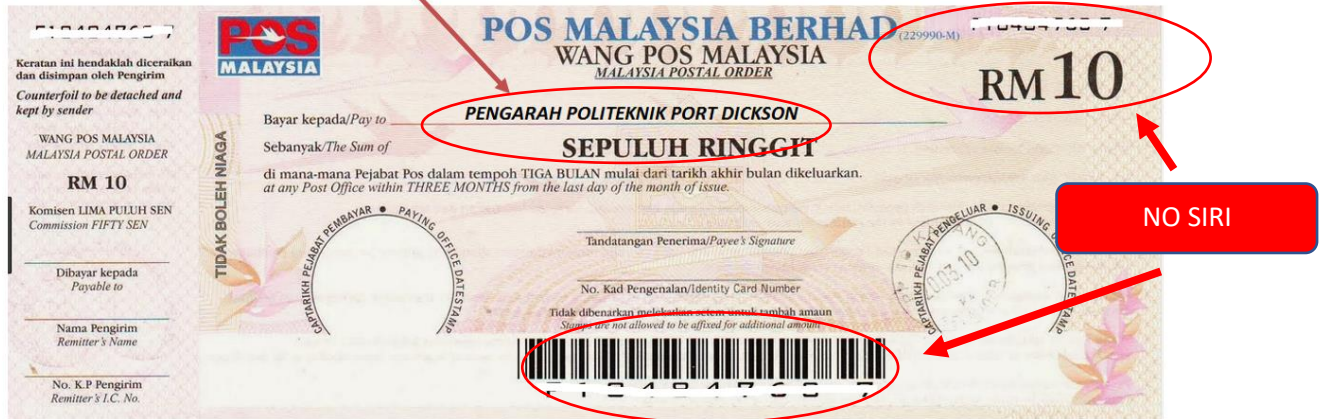 Keratan ini hendaklah diceraikan
dan disimpan oleh Pengirim
Counterfoil to be detached and
kept by sender
WANG POS MALAYSIA
MALAYSIA POSTAL ORDER
RM 10
Komisen LIMA PULUH SEN
Commission FIFTY SEN
Dibayar kepada
Payable to
Nama Pengirim
Remitter's Name
No. K.P Pengirim
Remitter's I.C. No.
TIDAK BOLEH NIAGA
POS
MALAYSIA
POS MALAYSIA BERHAD (229990-M)
WANG POS MALAYSIA
MALAYSIA POSTAL ORDER
RM10
Bayar kepada/Pay to PENGARAH POLITEKNIK PORT DICKSON
Sebanyak/The Sum of SEPULUH RINGGIT
di mana-mana Pejabat Pos dalam tempoh TIGA BULAN mulai dari tarikh akhir bulan dikeluarkan.
at any Post Office within THREE MONTHS from the last day of the month of issue.
CAPTARIKH PEJABAT PEMBAYAR • PAYING OFFICE DATESTAMP
Tandatangan Penerima/Payee's Signature
No. Kad Pengenalan/Identity Card Number
Tidak dibenarkan melekatkan setem untuk tambah amaun
Stamps are not allowed to be affixed for additional amount
CAPTARIKH PEJABAT PENGELUAR • ISSUING OFFICE DATESTAMP
20.03.10
NO SIRI